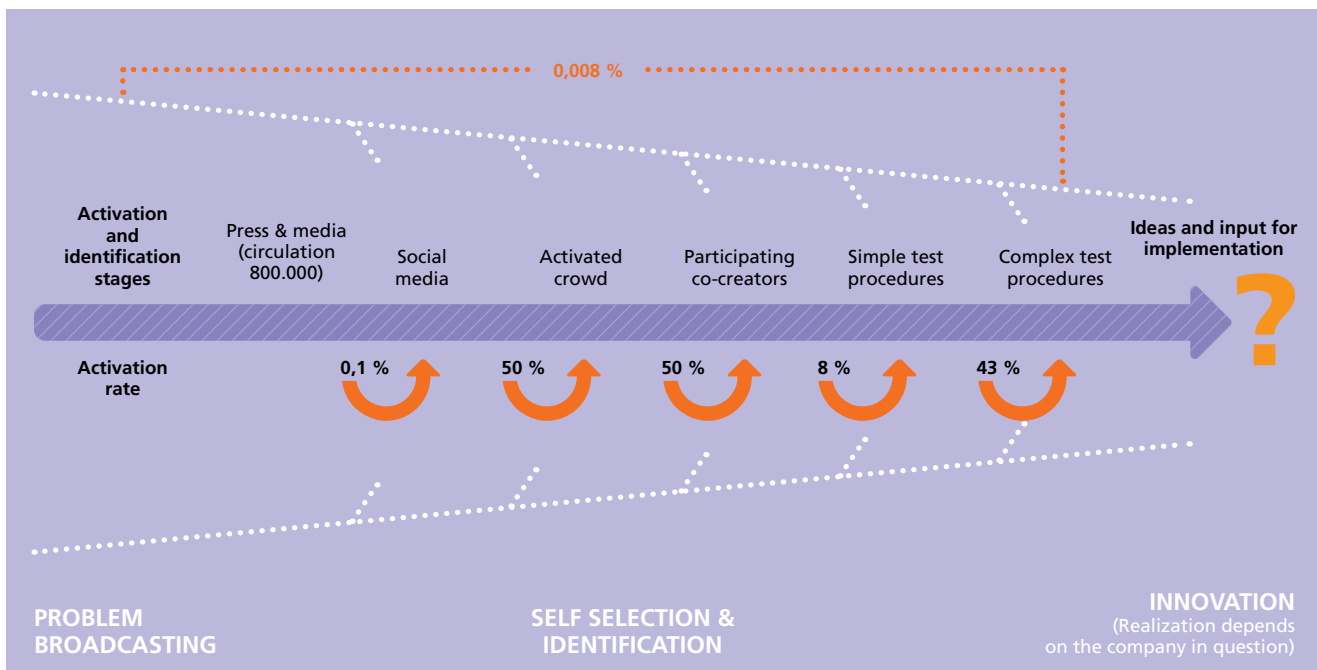 0,008 %
Activation
and
identification
stages
Press & media
(circulation
800.000)
Social
media
Activated
crowd
Participating
co-creators
Simple test
procedures
Complex test
procedures
Ideas and input for
implementation
?
Activation
rate
0,1 %
50 %
50 %
8 %
43 %
PROBLEM
BROADCASTING
SELF SELECTION &
IDENTIFICATION
INNOVATION
(Realization depends
on the company in question)